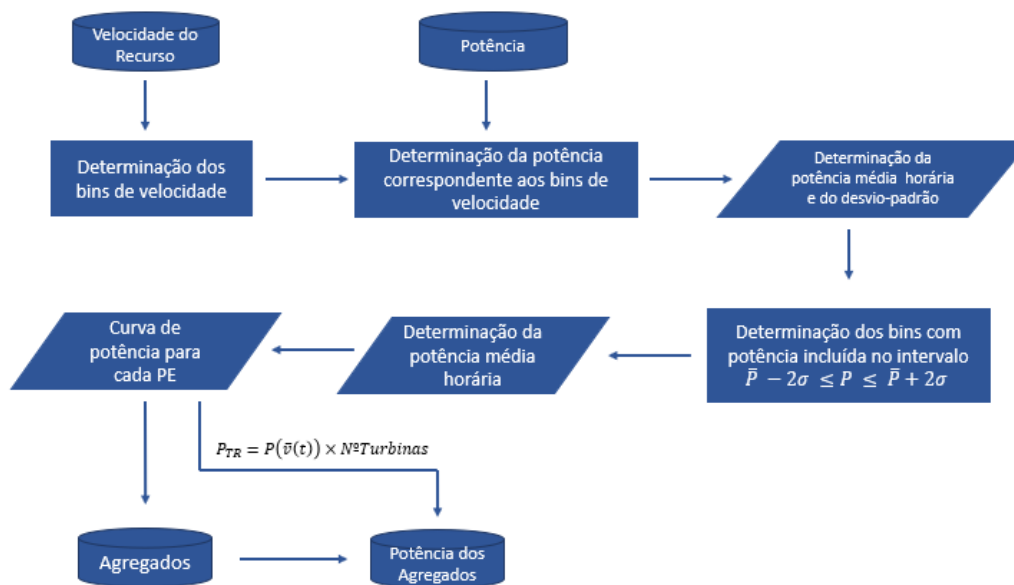 Velocidade do
Recurso
Potência
Determinação dos
bins de velocidade
Determinação da potência
correspondente aos bins de
velocidade
Determinação da
potência média horária
e do desvio-padrão
Curva de
potência para
cada PE
Determinação da
potência média
horária
Determinação dos bins com
potência incluída no intervalo
P̅ − 2σ ≤ P ≤ P̅ + 2σ
P_TR = P(v̅(t)) × NºTurbinas
Agregados
Potência dos
Agregados